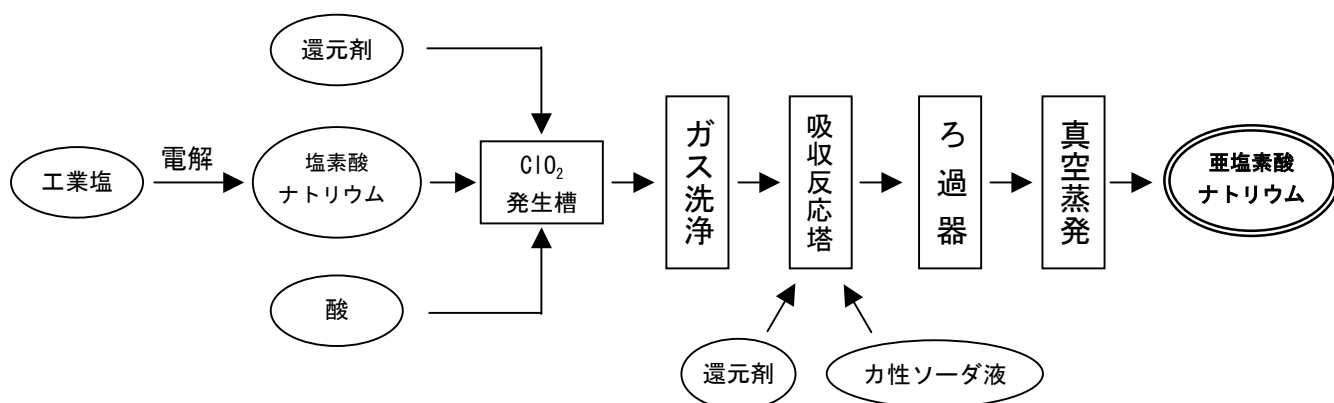 還元剤
工業塩
電解
塩素酸
ナトリウム
酸
ClO₂
発生槽
ガス洗浄
吸収反応塔
ろ過器
真空蒸発
亜塩素酸
ナトリウム
還元剤
カ性ソーダ液